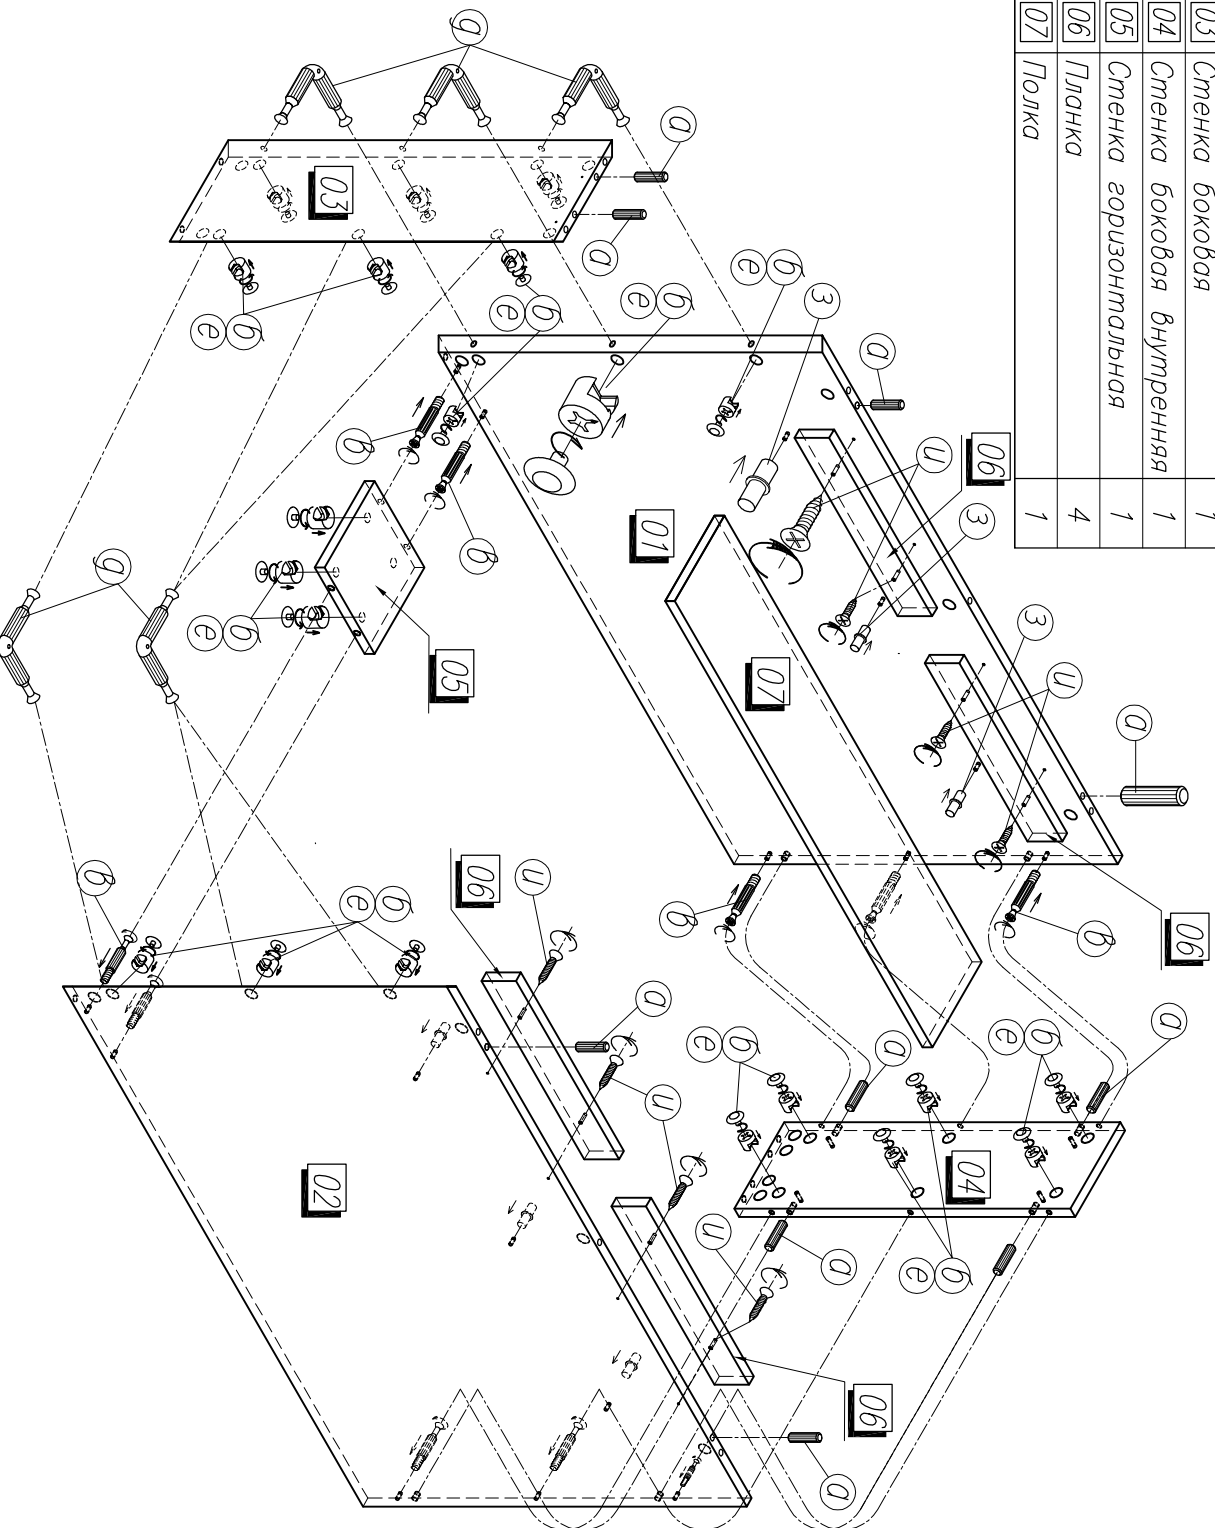 03 Стенка боковая 1
04 Стенка боковая внутренняя 1
05 Стенка горизонтальная 1
06 Планка 4
07 Полка 1
g
a
a
03
б
е
б
е
б
е
б
е
з
a
и
06
з
01
в
в
б
е
05
g
07
з
и
a
06
в
в
a
в
б
е
06
и
a
и
и
б
е
a
б
е
04
б
е
a
02
06
a